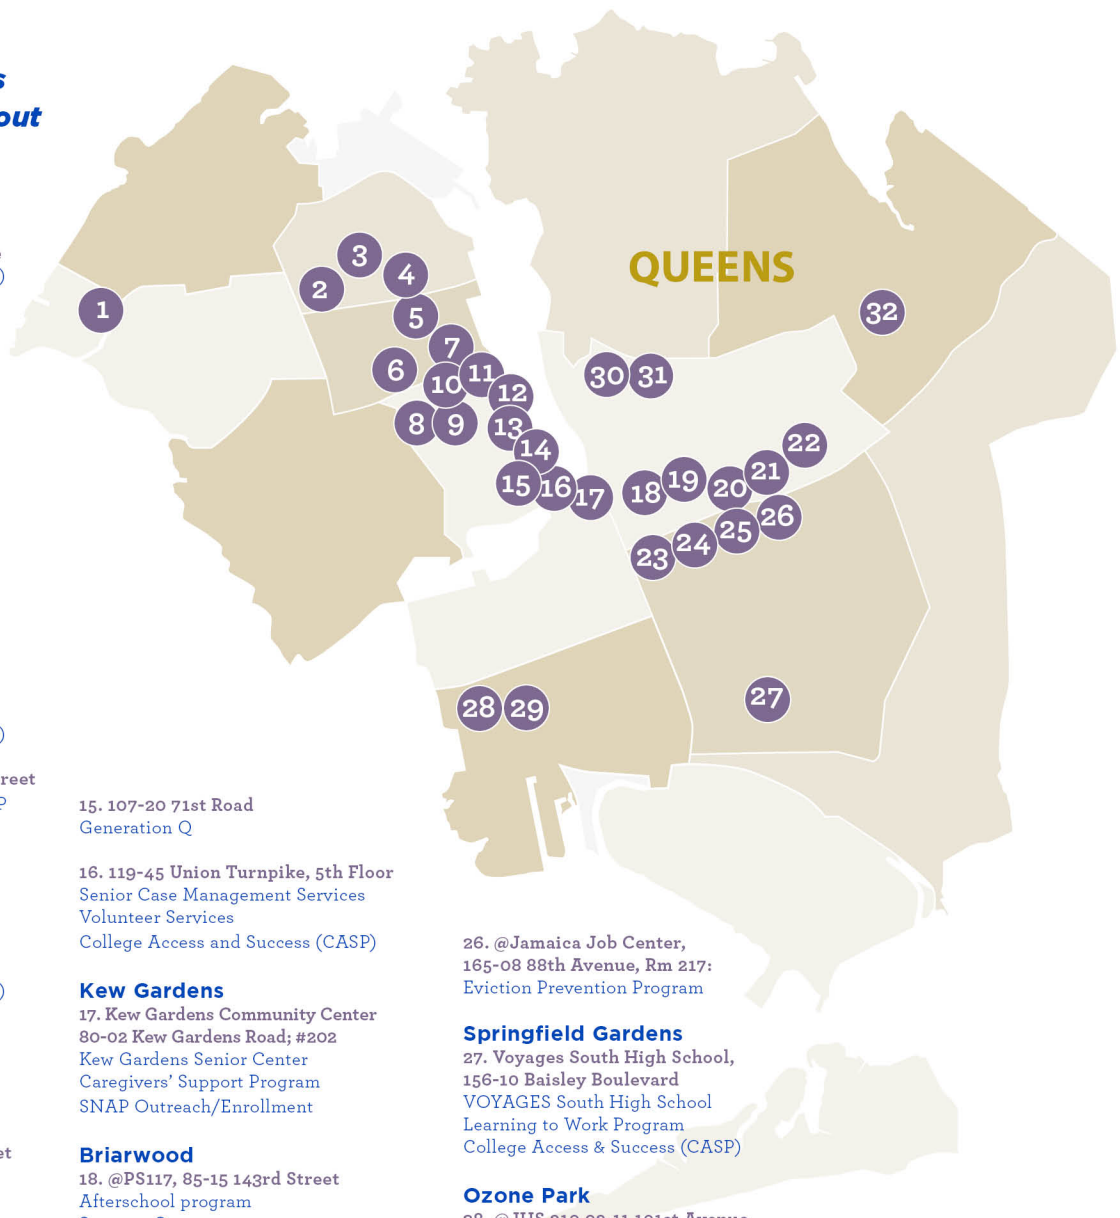 s
out
)
QUEENS
1
2
3
4
5
6
7
8
9
10
11
12
13
14
15
16
17
18
19
20
21
22
23
24
25
26
27
28
29
30
31
32
)
reet
P
)
et
15. 107-20 71st Road
Generation Q
16. 119-45 Union Turnpike, 5th Floor
Senior Case Management Services
Volunteer Services
College Access and Success (CASP)
Kew Gardens
17. Kew Gardens Community Center
80-02 Kew Gardens Road; #202
Kew Gardens Senior Center
Caregivers’ Support Program
SNAP Outreach/Enrollment
Briarwood
18. @PS117, 85-15 143rd Street
Afterschool program
26. @Jamaica Job Center,
165-08 88th Avenue, Rm 217:
Eviction Prevention Program
Springfield Gardens
27. Voyages South High School,
156-10 Baisley Boulevard
VOYAGES South High School
Learning to Work Program
College Access & Success (CASP)
Ozone Park